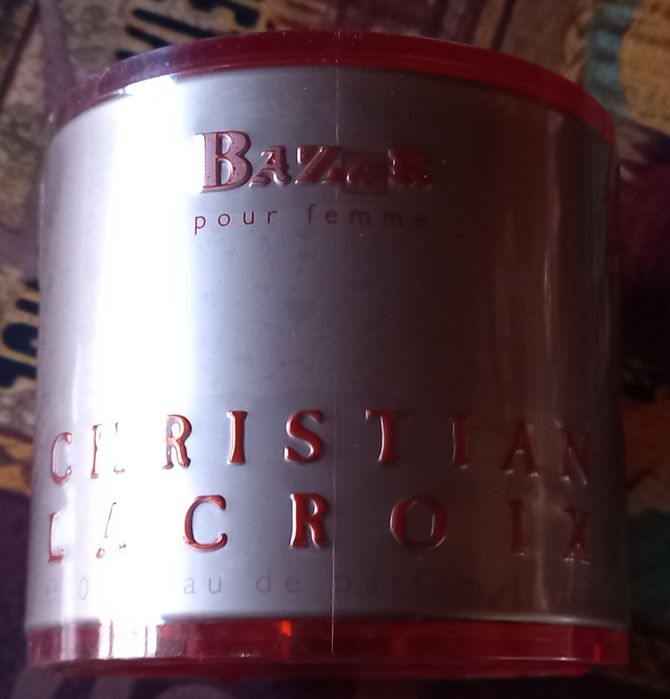 BAZaR
pour femme
CHRISTIAN
LACROIX
eau de parfum